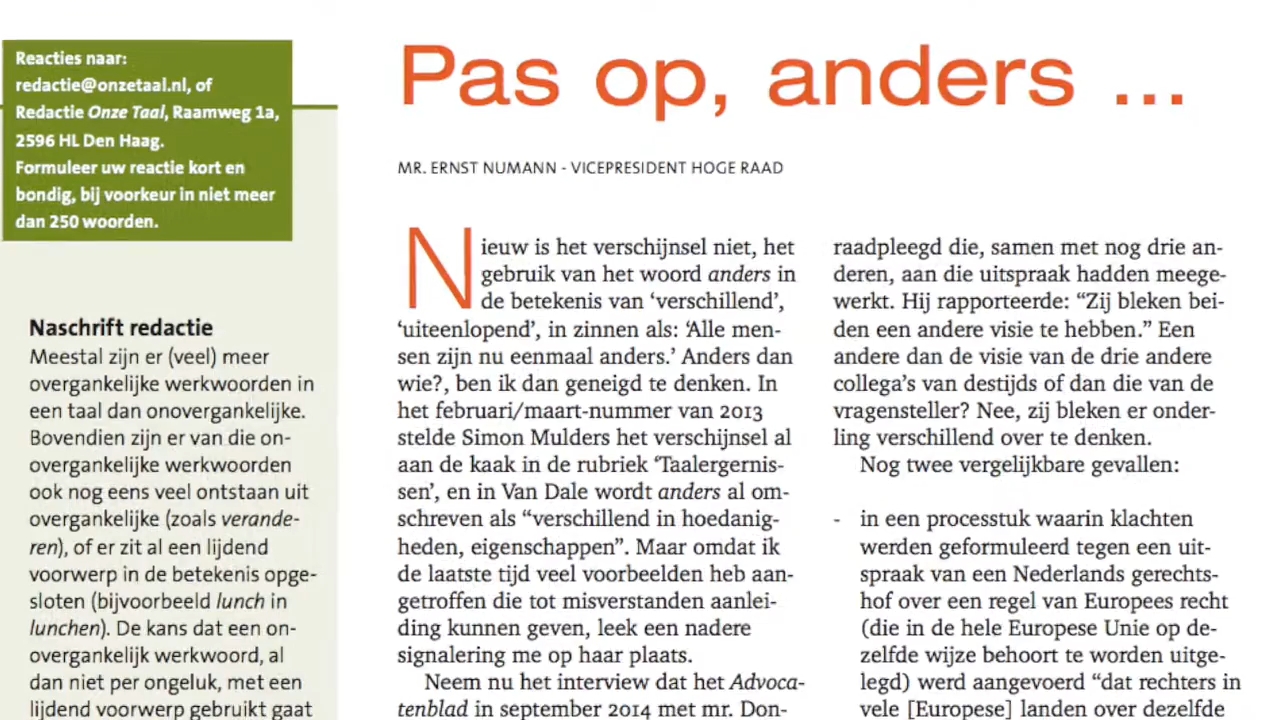 Reacties naar:
redactie@onzetaal.nl, of
Redactie Onze Taal, Raamweg 1a,
2596 HL Den Haag.
Formuleer uw reactie kort en
bondig, bij voorkeur in niet meer
dan 250 woorden.
Naschrift redactie
Meestal zijn er (veel) meer
overgankelijke werkwoorden in
een taal dan onovergankelijke.
Bovendien zijn er van die on-
overgankelijke werkwoorden
ook nog eens veel ontstaan uit
overgankelijke (zoals verande-
ren), of er zit al een lijdend
voorwerp in de betekenis opge-
sloten (bijvoorbeeld lunch in
lunchen). De kans dat een on-
overgankelijk werkwoord, al
dan niet per ongeluk, met een
lijdend voorwerp gebruikt gaat
Pas op, anders ...
MR. ERNST NUMANN - VICEPRESIDENT HOGE RAAD
Nieuw is het verschijnsel niet, het
gebruik van het woord anders in
de betekenis van ‘verschillend’,
‘uiteenlopend’, in zinnen als: ‘Alle men-
sen zijn nu eenmaal anders.’ Anders dan
wie?, ben ik dan geneigd te denken. In
het februari/maart-nummer van 2013
stelde Simon Mulders het verschijnsel al
aan de kaak in de rubriek ‘Taalergernis-
sen’, en in Van Dale wordt anders al om-
schreven als “verschillend in hoedanig-
heden, eigenschappen”. Maar omdat ik
de laatste tijd veel voorbeelden heb aan-
getroffen die tot misverstanden aanlei-
ding kunnen geven, leek een nadere
signalering me op haar plaats.
Neem nu het interview dat het Advoca-
tenblad in september 2014 met mr. Don-
raadpleegd die, samen met nog drie an-
deren, aan die uitspraak hadden meege-
werkt. Hij rapporteerde: “Zij bleken bei-
den een andere visie te hebben.” Een
andere dan de visie van de drie andere
collega’s van destijds of dan die van de
vragensteller? Nee, zij bleken er onder-
ling verschillend over te denken.
Nog twee vergelijkbare gevallen:
- in een processtuk waarin klachten
werden geformuleerd tegen een uit-
spraak van een Nederlands gerechts-
hof over een regel van Europees recht
(die in de hele Europese Unie op de-
zelfde wijze behoort te worden uitge-
legd) werd aangevoerd “dat rechters in
vele [Europese] landen over dezelfde